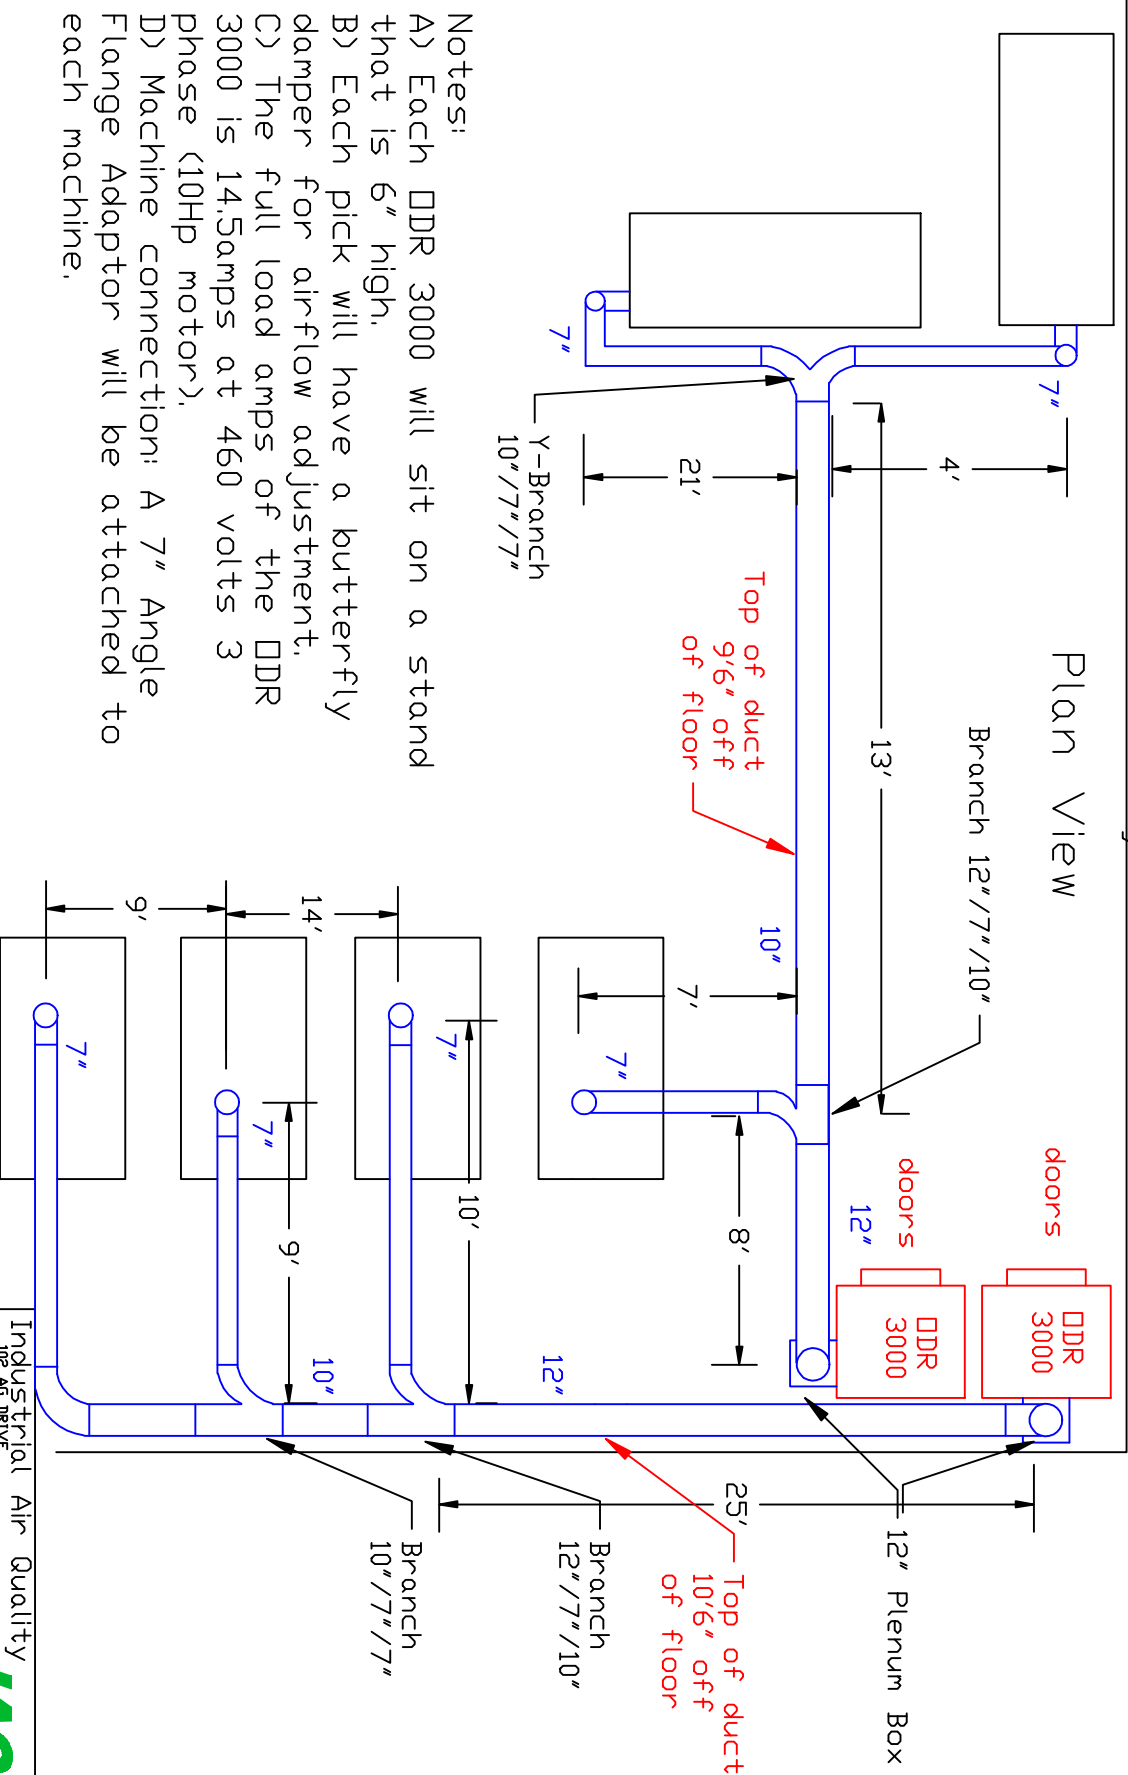 Plan View
Branch 12"/7"/10"
4'
7"
13'
21'
7"
Y-Branch
10"/7"/7"
Top of duct
9'6" off
of floor
10"
7'
7"
8'
12"
doors
doors
ODR
3000
ODR
3000
12" Plenum Box
25'
Top of duct
10'6" off
of floor
12"
Branch
12"/7"/10"
10"
Branch
10"/7"/7"
10'
7"
14'
9'
7"
9'
7"
Notes:
A) Each ODR 3000 will sit on a stand
that is 6" high.
B) Each pick will have a butterfly
damper for airflow adjustment.
C) The full load amps of the ODR
3000 is 14.5amps at 460 volts 3
phase (10Hp motor).
D) Machine connection: A 7" Angle
Flange Adaptor will be attached to
each machine.
Industrial Air Quality